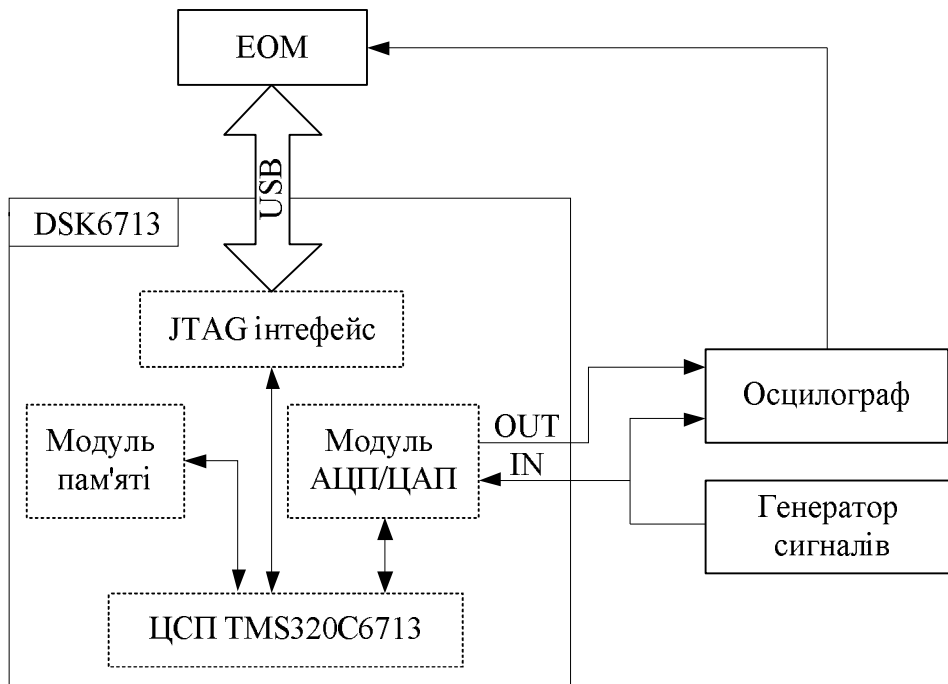 ЕОМ
USB
DSK6713
JTAG інтефейс
Модуль
пам'яті
Модуль
АЦП/ЦАП
OUT
IN
Осцилограф
Генератор
сигналів
ЦСП TMS320C6713